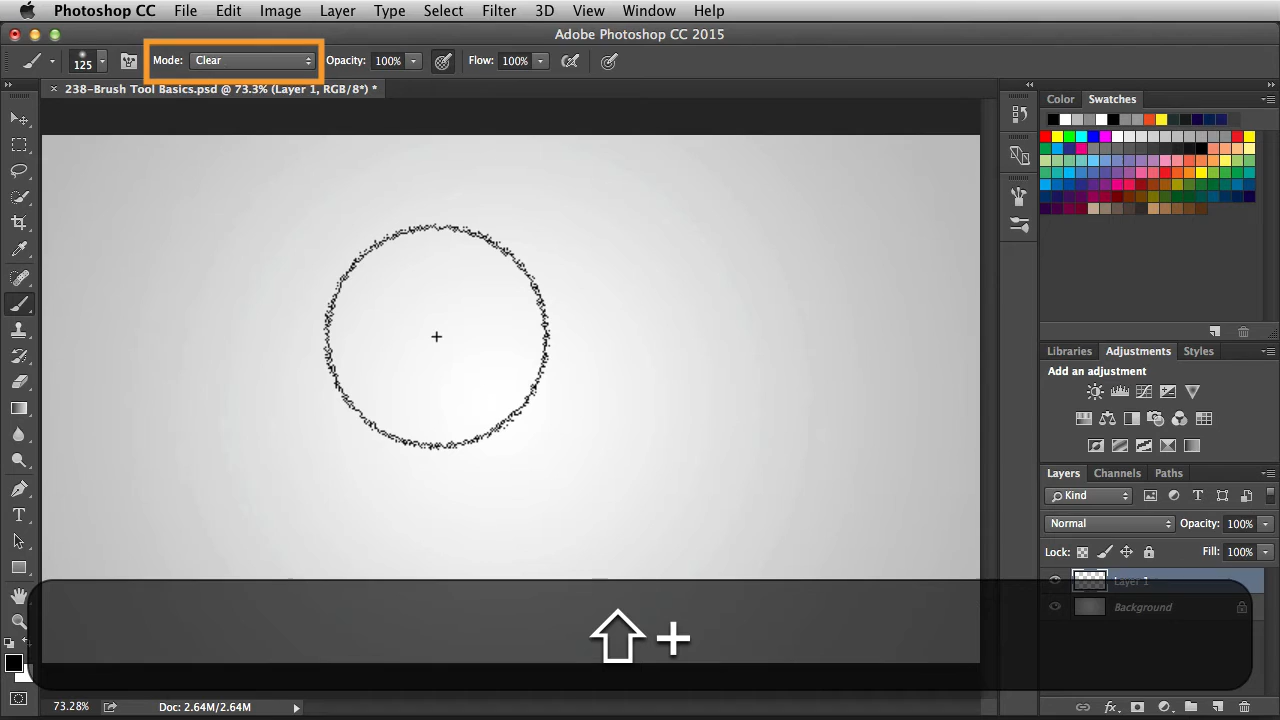 Photoshop CC File Edit Image Layer Type Select Filter 3D View Window Help
Adobe Photoshop CC 2015
125 Mode: Clear Opacity: 100% Flow: 100%
× 238-Brush Tool Basics.psd @ 73.3% (Layer 1, RGB/8*) *
Color Swatches
Libraries Adjustments Styles
Add an adjustment
Layers Channels Paths
Kind
Normal Opacity: 100%
Lock: Fill: 100%
Layer 1
Background
+
73.28% Doc: 2.64M/2.64M